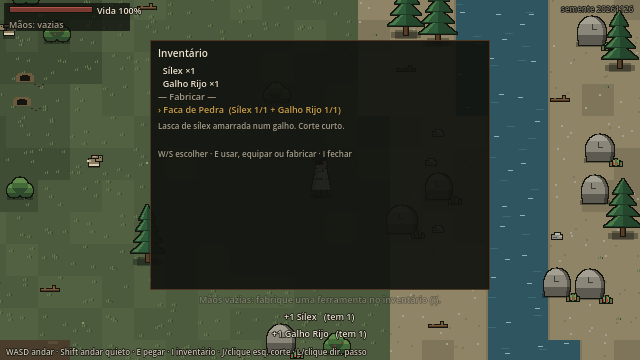 Vida 100%
semente 20261126
Mãos: vazias
Inventário
Sílex ×1
Galho Rijo ×1
— Fabricar —
› Faca de Pedra (Sílex 1/1 + Galho Rijo 1/1)
Lasca de sílex amarrada num galho. Corte curto.
W/S escolher · E usar, equipar ou fabricar · I fechar
Mãos vazias: fabrique uma ferramenta no inventário (I).
+1 Sílex (tem 1)
+1 Galho Rijo (tem 1)
WASD andar · Shift andar quieto · E pegar · I inventário · J/clique esq. corte · L/clique dir. passo